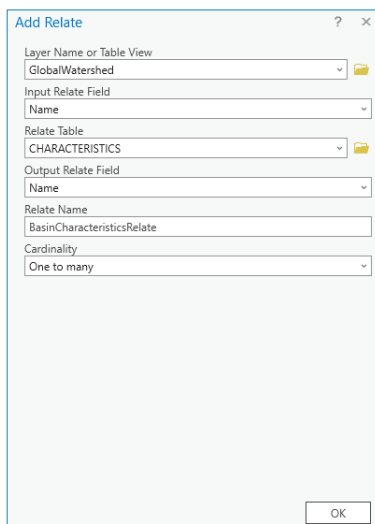 Add Relate ? ×
Layer Name or Table View
GlobalWatershed
Input Relate Field
Name
Relate Table
CHARACTERISTICS
Output Relate Field
Name
Relate Name
BasinCharacteristicsRelate
Cardinality
One to many
OK